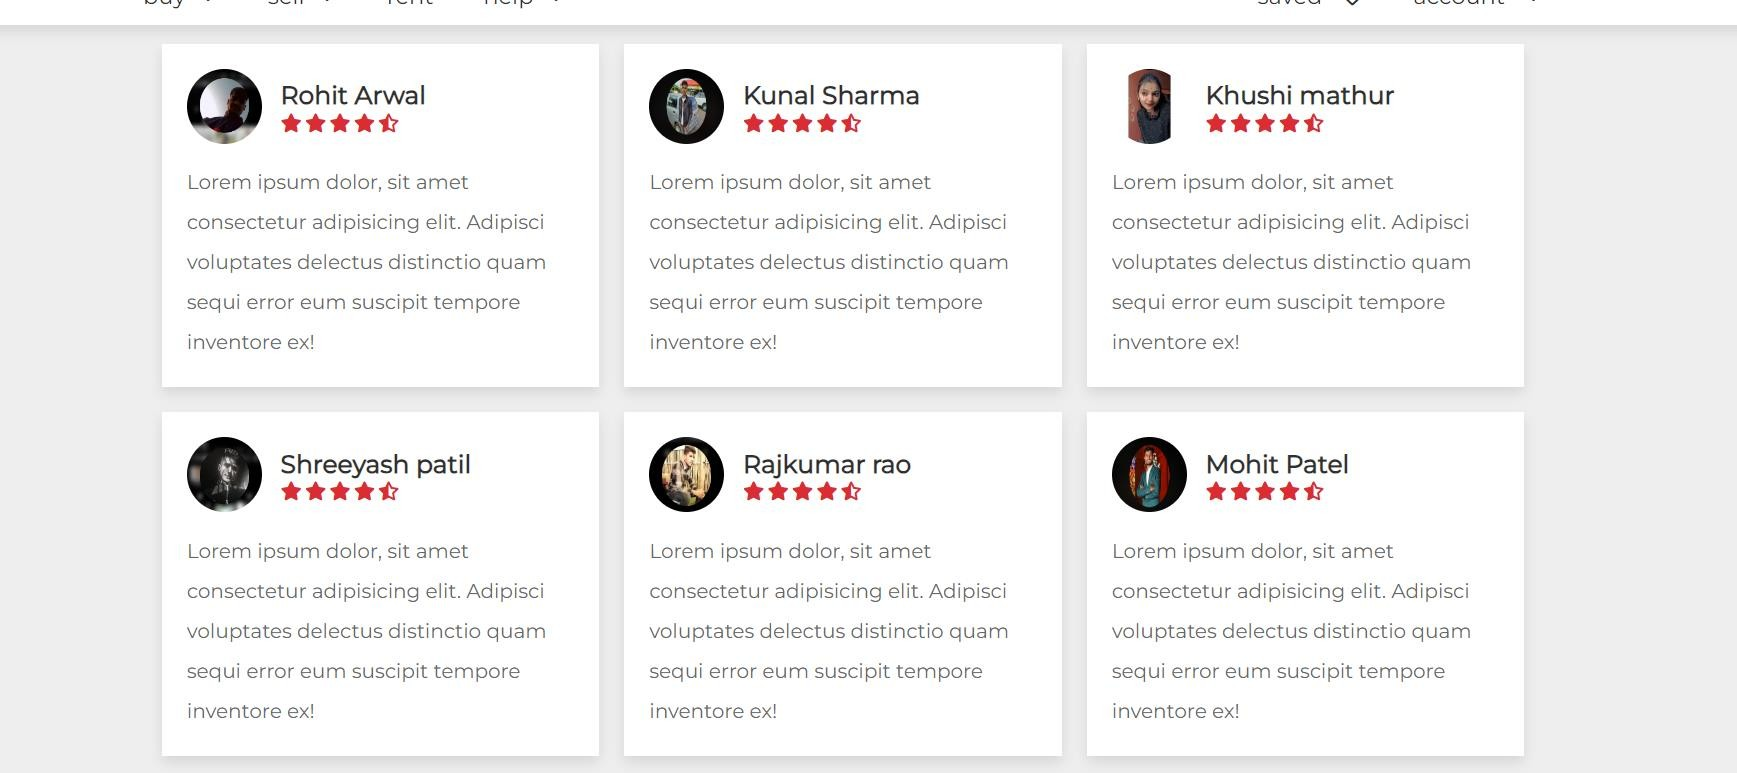 buy sell rent help saved account
Rohit Arwal Kunal Sharma Khushi mathur
Lorem ipsum dolor, sit amet
consectetur adipisicing elit. Adipisci
voluptates delectus distinctio quam
sequi error eum suscipit tempore
inventore ex!
Lorem ipsum dolor, sit amet
consectetur adipisicing elit. Adipisci
voluptates delectus distinctio quam
sequi error eum suscipit tempore
inventore ex!
Lorem ipsum dolor, sit amet
consectetur adipisicing elit. Adipisci
voluptates delectus distinctio quam
sequi error eum suscipit tempore
inventore ex!
Shreeyash patil Rajkumar rao Mohit Patel
Lorem ipsum dolor, sit amet
consectetur adipisicing elit. Adipisci
voluptates delectus distinctio quam
sequi error eum suscipit tempore
inventore ex!
Lorem ipsum dolor, sit amet
consectetur adipisicing elit. Adipisci
voluptates delectus distinctio quam
sequi error eum suscipit tempore
inventore ex!
Lorem ipsum dolor, sit amet
consectetur adipisicing elit. Adipisci
voluptates delectus distinctio quam
sequi error eum suscipit tempore
inventore ex!